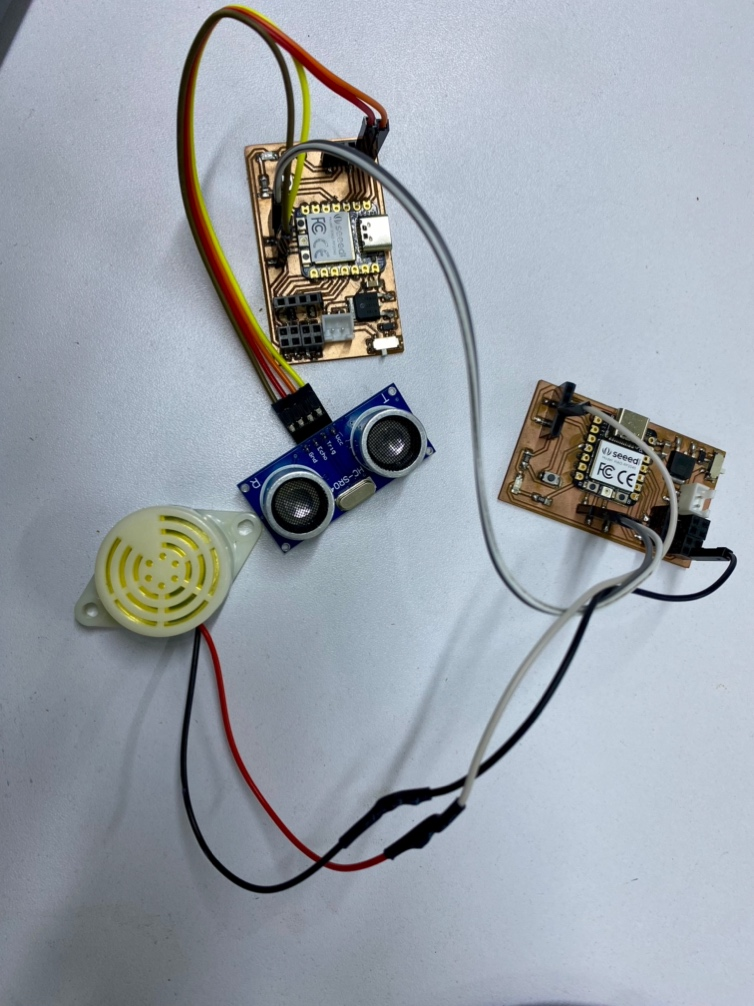 seeed
FC CE
T
Vcc
Trig
Echo
Gnd
HC-SR04
R
seeed
FC CE